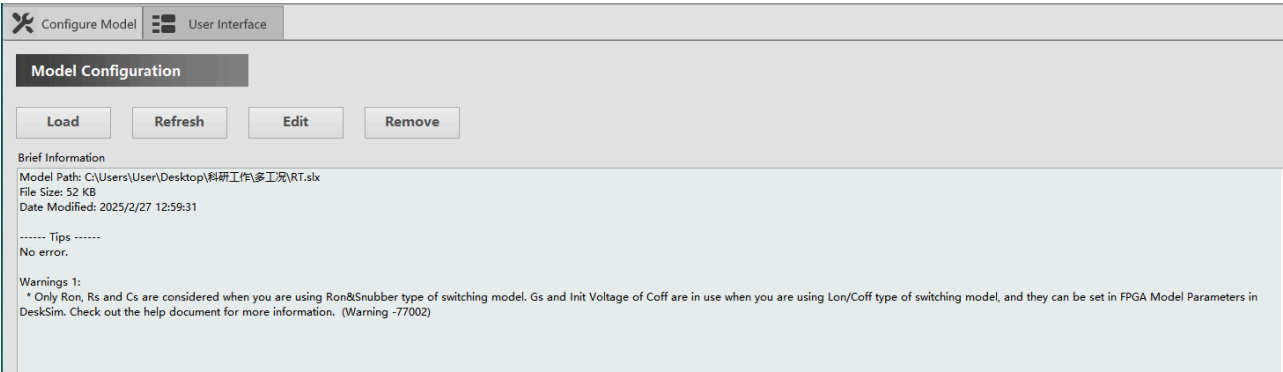 Configure Model
User Interface
Model Configuration
Load
Refresh
Edit
Remove
Brief Information
Model Path: C:\Users\User\Desktop\科研工作\多工况\RT.slx
File Size: 52 KB
Date Modified: 2025/2/27 12:59:31
------ Tips ------
No error.
Warnings 1:
* Only Ron, Rs and Cs are considered when you are using Ron&Snubber type of switching model. Gs and Init Voltage of Coff are in use when you are using Lon/Coff type of switching model, and they can be set in FPGA Model Parameters in
DeskSim. Check out the help document for more information.  (Warning -77002)